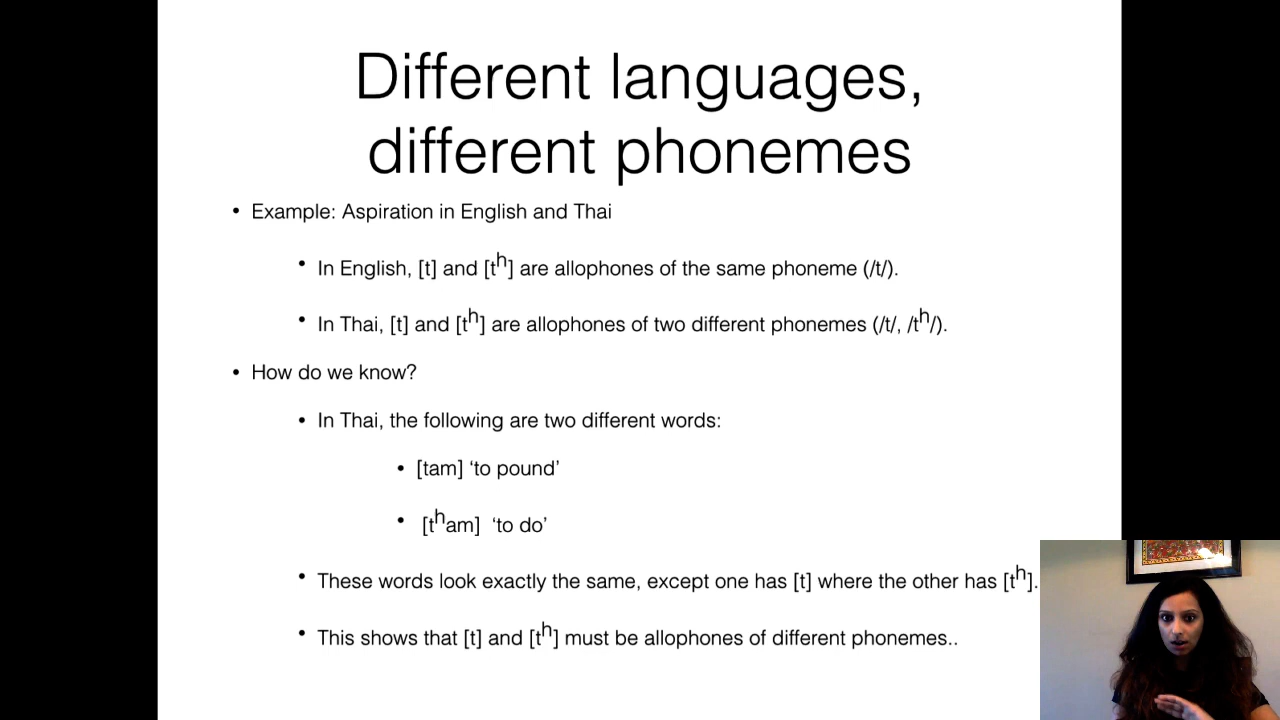 Different languages,
different phonemes
• Example: Aspiration in English and Thai
• In English, [t] and [tʰ] are allophones of the same phoneme (/t/).
• In Thai, [t] and [tʰ] are allophones of two different phonemes (/t/, /tʰ/).
• How do we know?
• In Thai, the following are two different words:
• [tam] ‘to pound’
• [tʰam] ‘to do’
• These words look exactly the same, except one has [t] where the other has [tʰ].
• This shows that [t] and [tʰ] must be allophones of different phonemes..